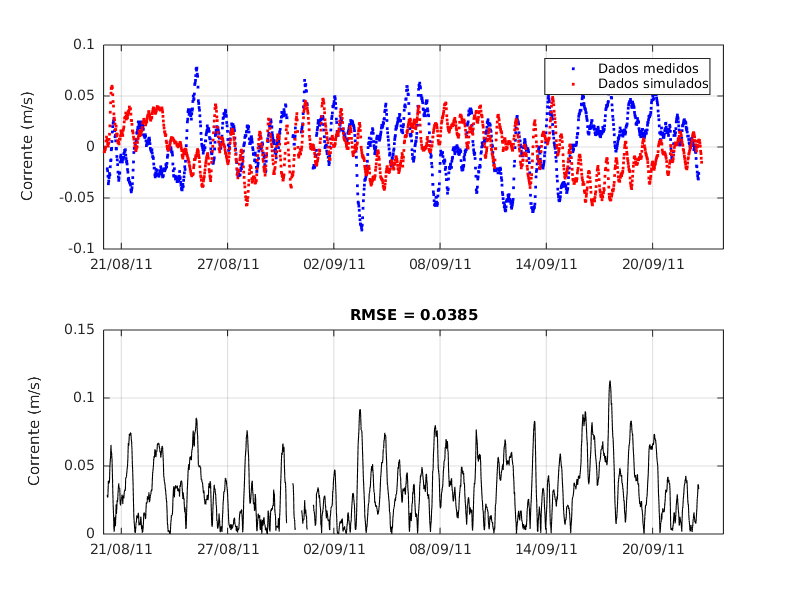 0.1
0.05
0
-0.05
-0.1
Corrente (m/s)
Dados medidos
Dados simulados
21/08/11 27/08/11 02/09/11 08/09/11 14/09/11 20/09/11
RMSE = 0.0385
0.15
0.1
0.05
0
Corrente (m/s)
21/08/11 27/08/11 02/09/11 08/09/11 14/09/11 20/09/11